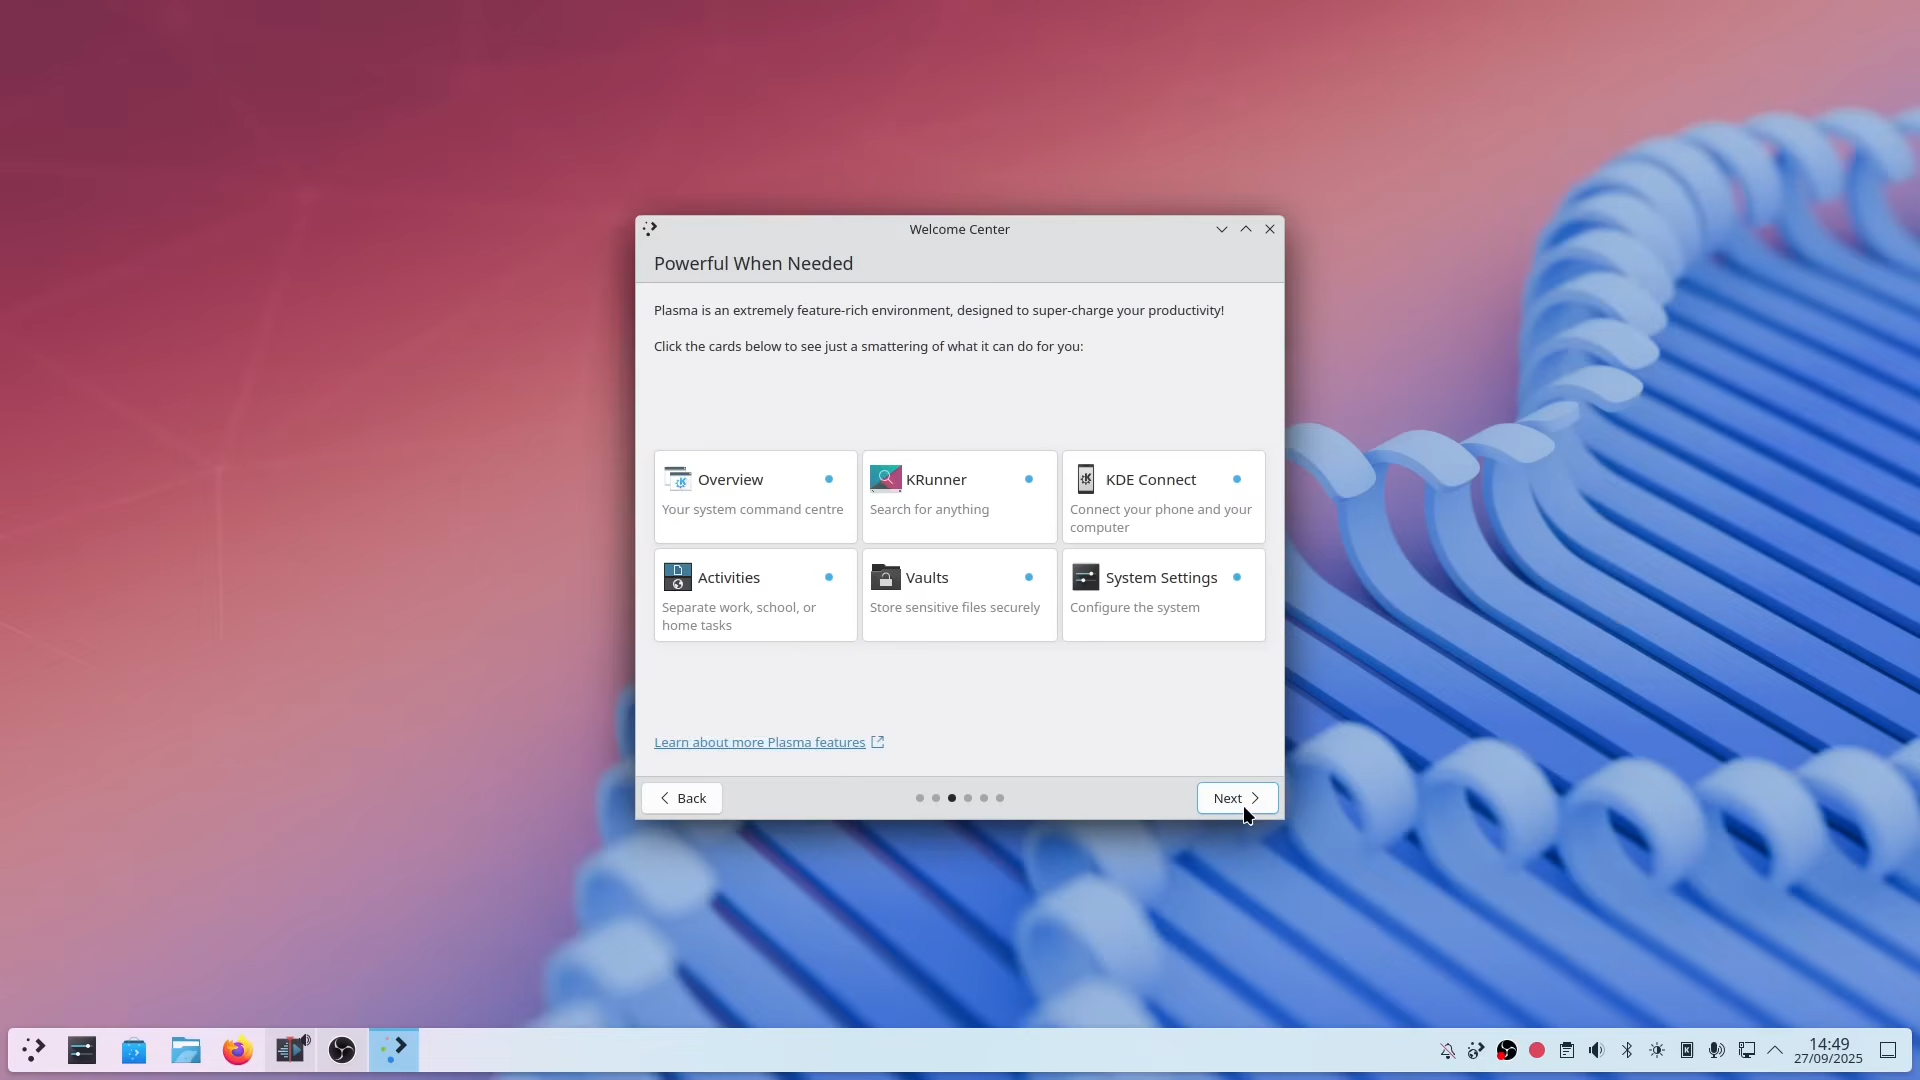 Welcome Center
Powerful When Needed
Plasma is an extremely feature-rich environment, designed to super-charge your productivity!
Click the cards below to see just a smattering of what it can do for you:
Overview
Your system command centre
KRunner
Search for anything
KDE Connect
Connect your phone and your
computer
Activities
Separate work, school, or
home tasks
Vaults
Store sensitive files securely
System Settings
Configure the system
Learn about more Plasma features
Back
Next
14:49
27/09/2025